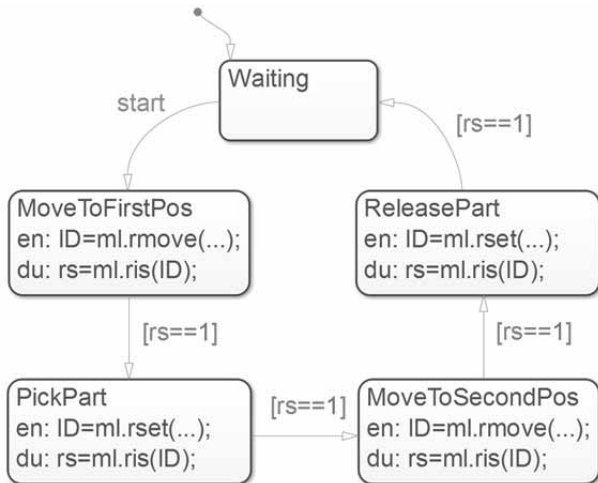 Waiting
start
[rs==1]
MoveToFirstPos
en: ID=ml.rmove(...);
du: rs=ml.ris(ID);
ReleasePart
en: ID=ml.rset(...);
du: rs=ml.ris(ID);
[rs==1]
[rs==1]
PickPart
en: ID=ml.rset(...);
du: rs=ml.ris(ID);
[rs==1]
MoveToSecondPos
en: ID=ml.rmove(...);
du: rs=ml.ris(ID);